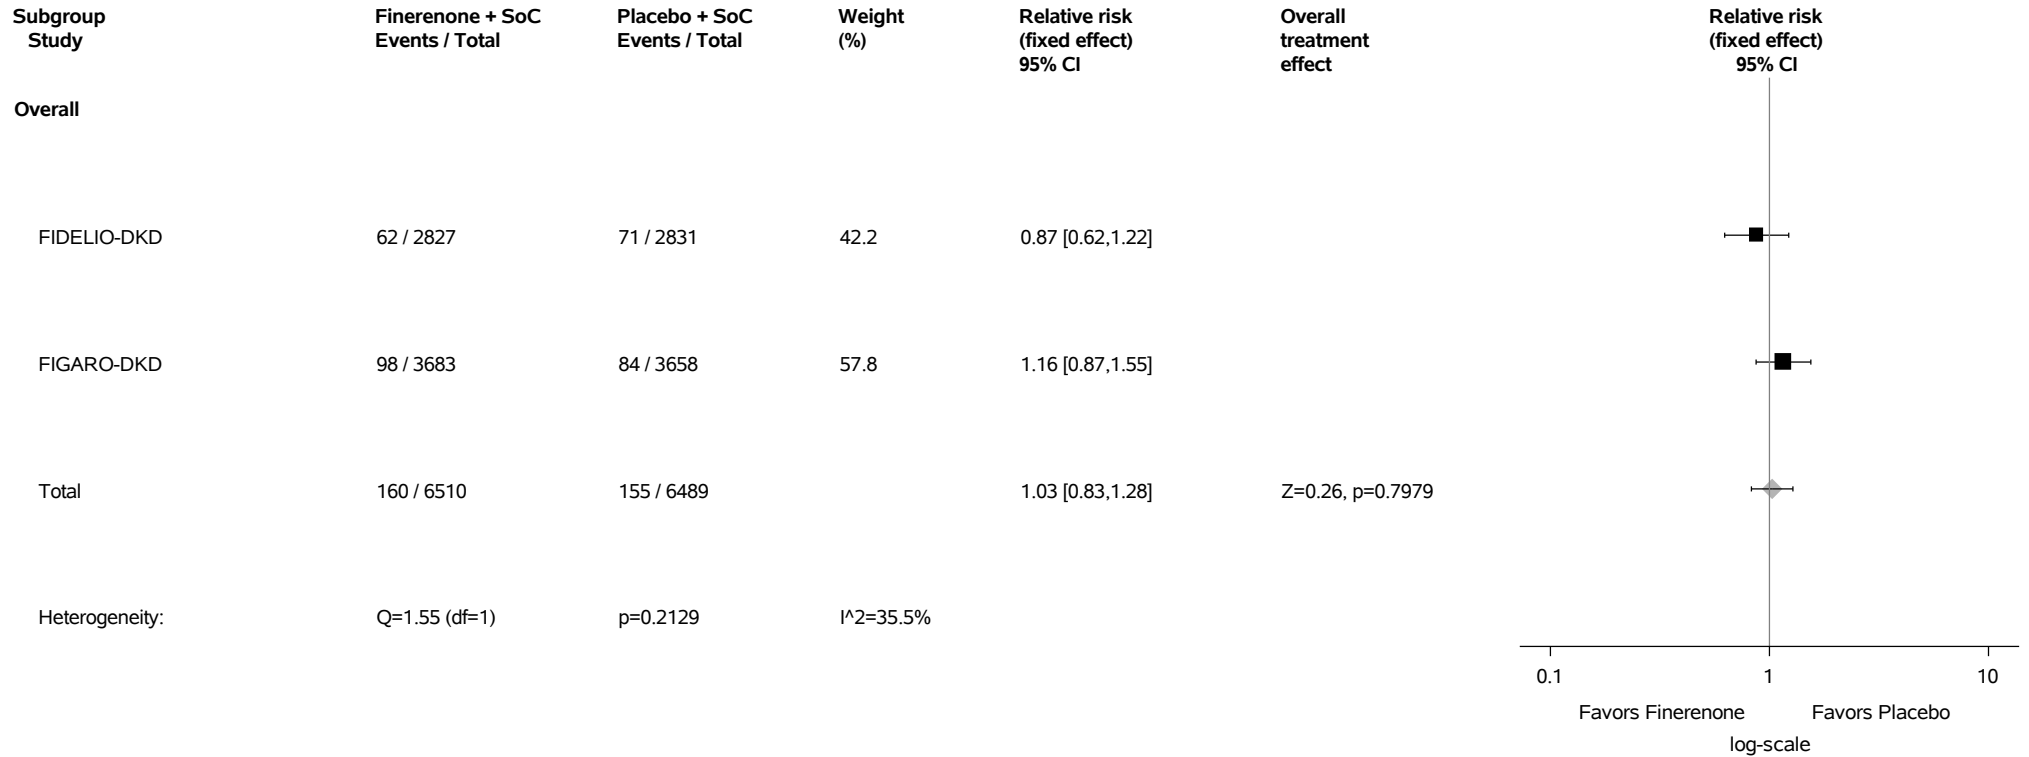 Subgroup Finerenone + SoC Placebo + SoC Weight Relative risk Overall Relative risk
Study Events / Total Events / Total (%) (fixed effect) treatment (fixed effect)
95% CI effect 95% CI
Overall
FIDELIO-DKD 62 / 2827 71 / 2831 42.2 0.87 [0.62,1.22]
FIGARO-DKD 98 / 3683 84 / 3658 57.8 1.16 [0.87,1.55]
Total 160 / 6510 155 / 6489 1.03 [0.83,1.28] Z=0.26, p=0.7979
Heterogeneity: Q=1.55 (df=1) p=0.2129 I^2=35.5%
0.1 1 10
Favors Finerenone Favors Placebo
log-scale